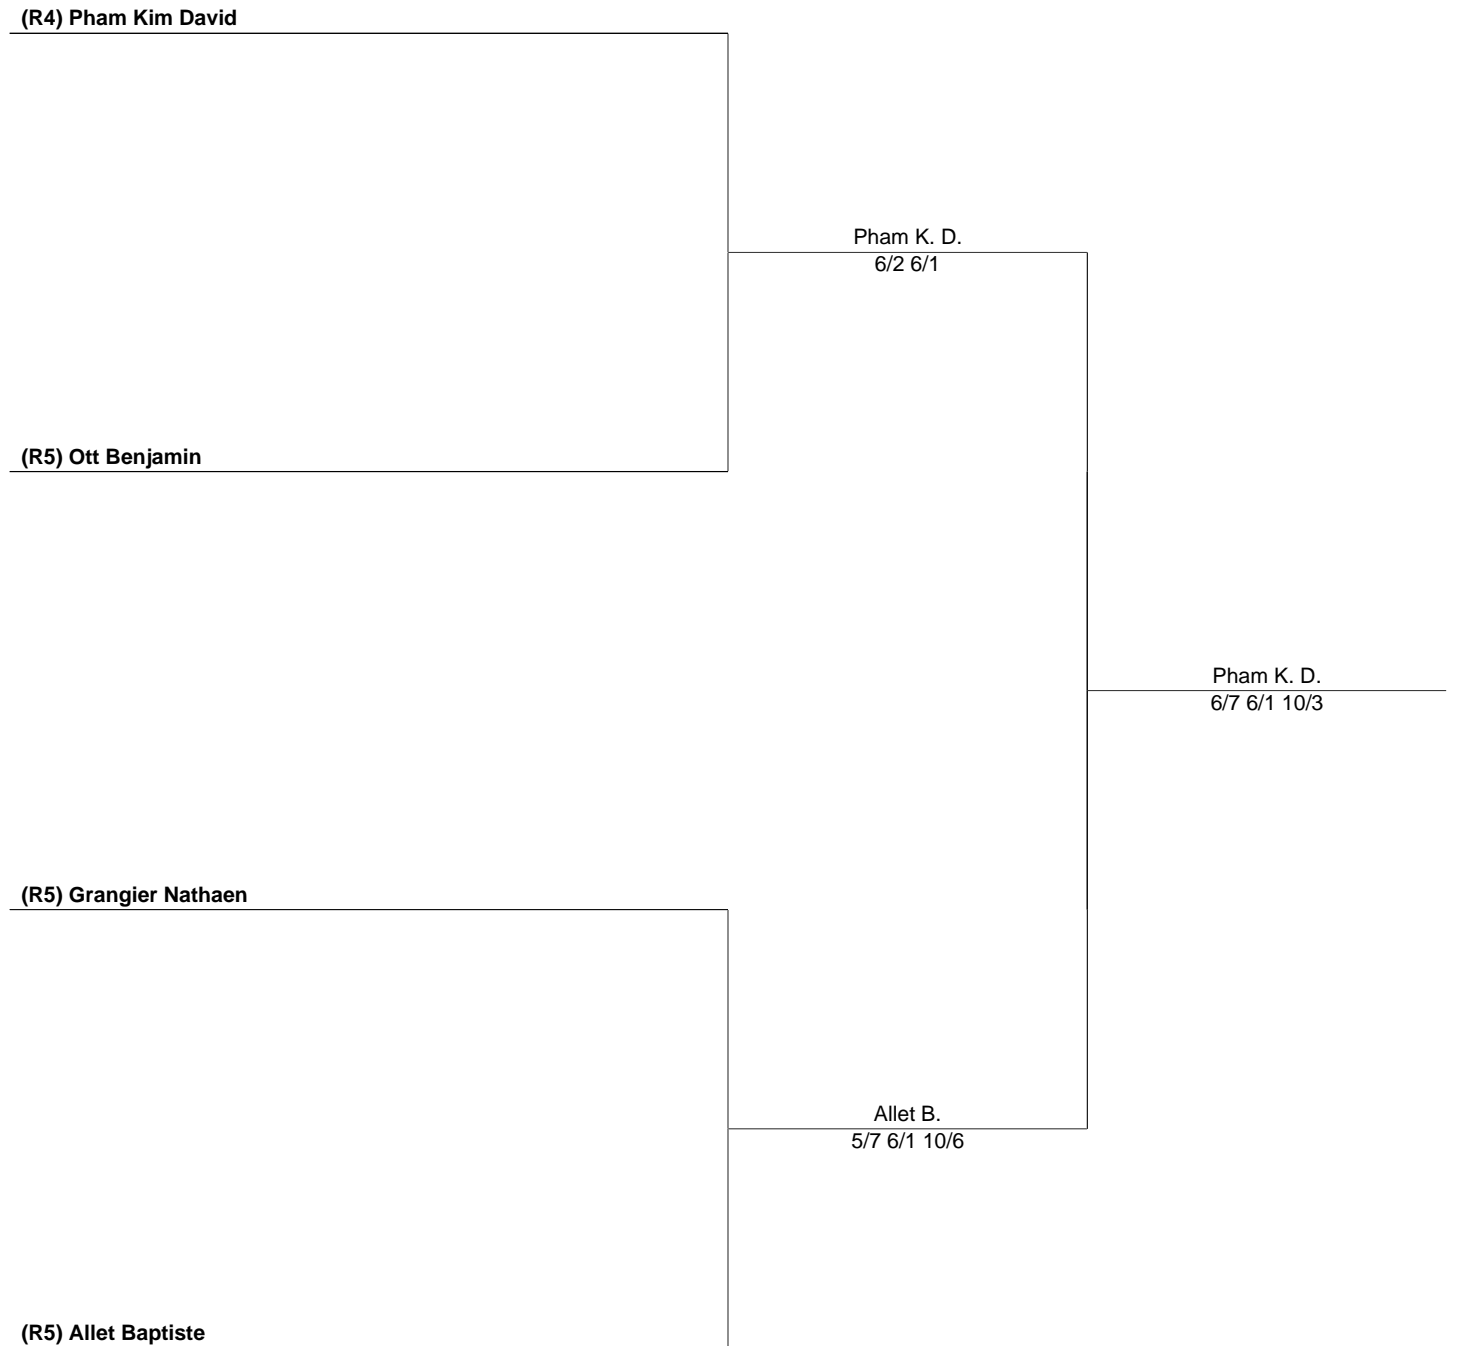 (R4) Pham Kim David
Pham K. D.
6/2 6/1
(R5) Ott Benjamin
Pham K. D.
6/7 6/1 10/3
(R5) Grangier Nathaen
Allet B.
5/7 6/1 10/6
(R5) Allet Baptiste